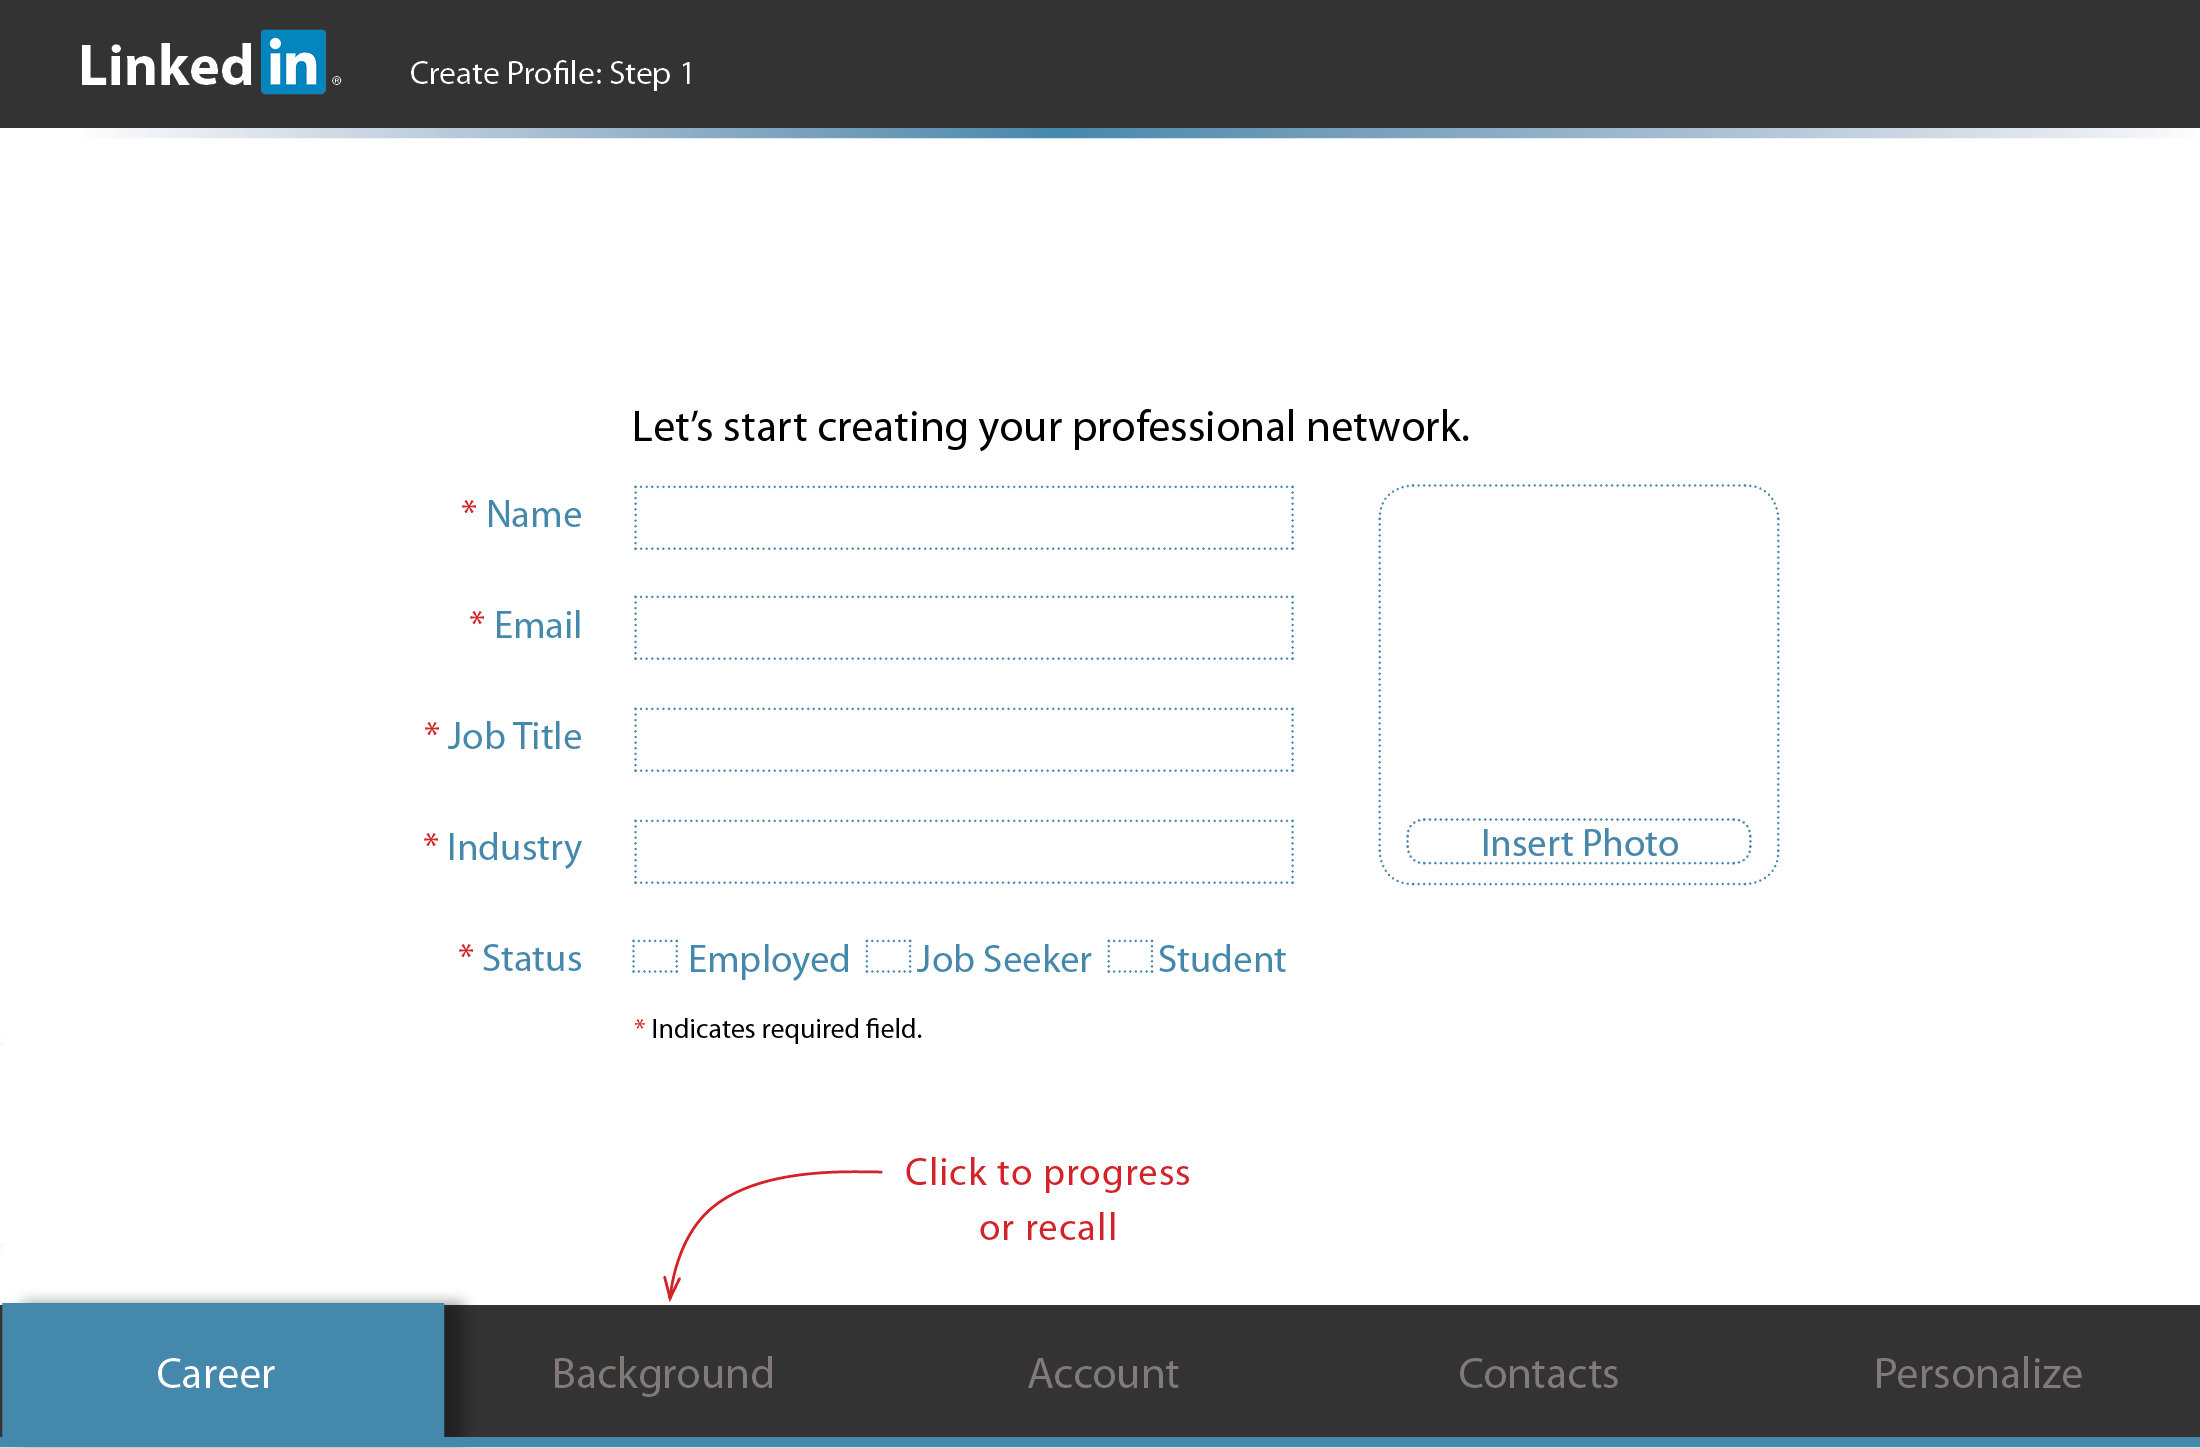 Linked in ®
Create Profile: Step 1
Let’s start creating your professional network.
* Name
* Email
* Job Title
* Industry
Insert Photo
* Status Employed Job Seeker Student
* Indicates required field.
Click to progress
or recall
Career Background Account Contacts Personalize